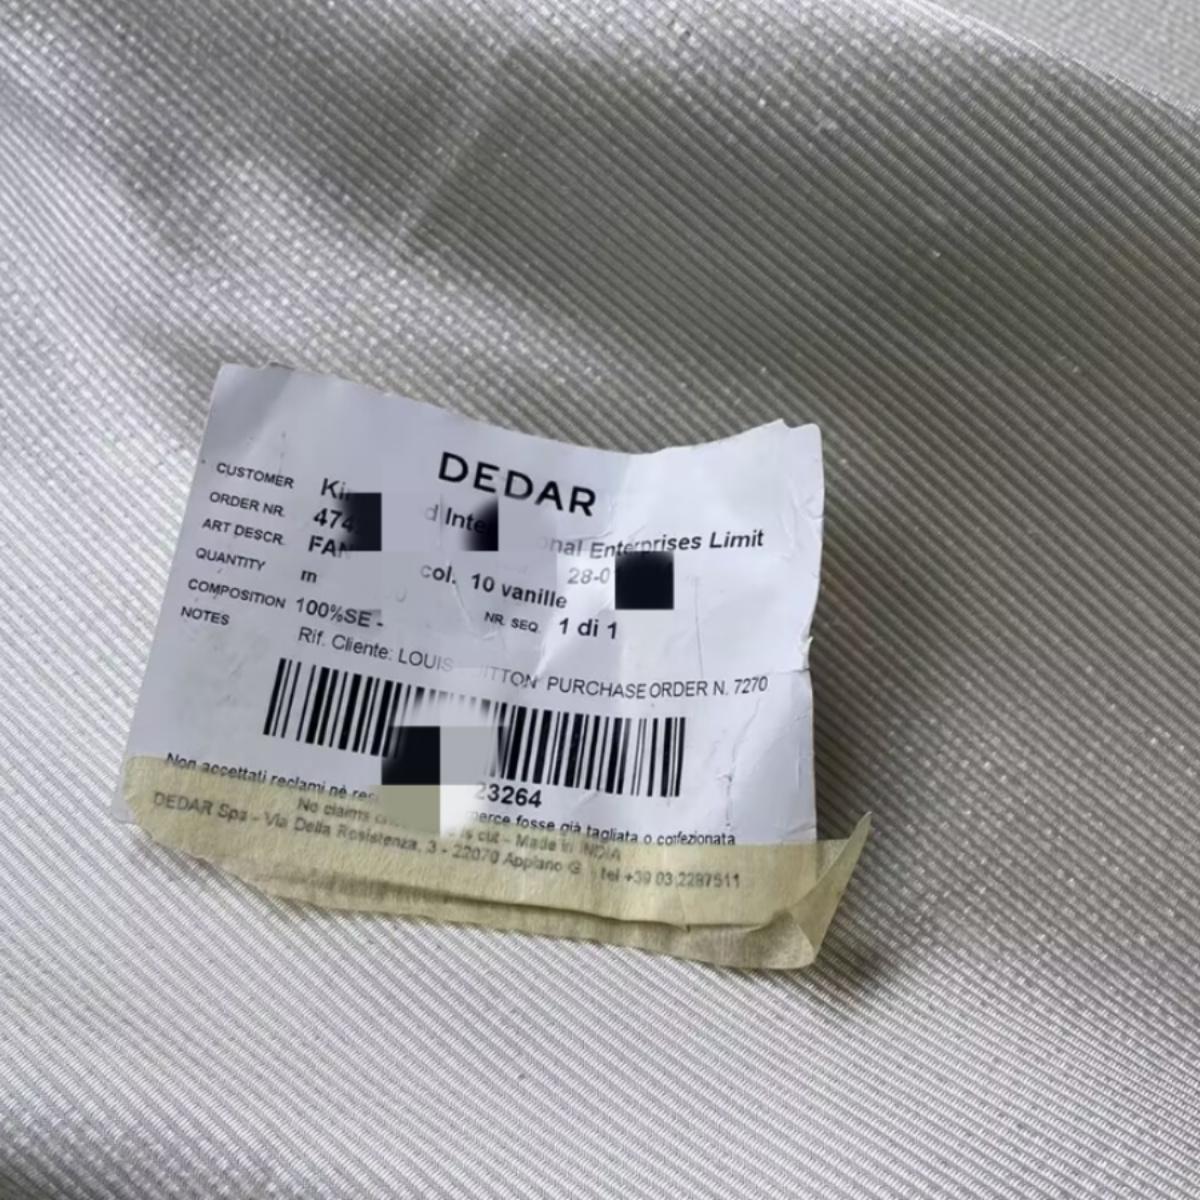 DEDAR
CUSTOMER Ki d Inte onal Enterprises Limit
ORDER NR. 474 28-0
ART DESCR. FAN col. 10 vanille
QUANTITY m NR. SEQ. 1 di 1
COMPOSITION 100%SE -
NOTES Rif. Cliente: LOUIS ITTON PURCHASE ORDER N. 7270
23264
Non accettati reclami nè merce fosse già tagliata o confezionata
No claims is cut - Made in INDIA
DEDAR Spa - Via Della Resistenza, 3 - 22070 Appiano G tel +39 03 2287511